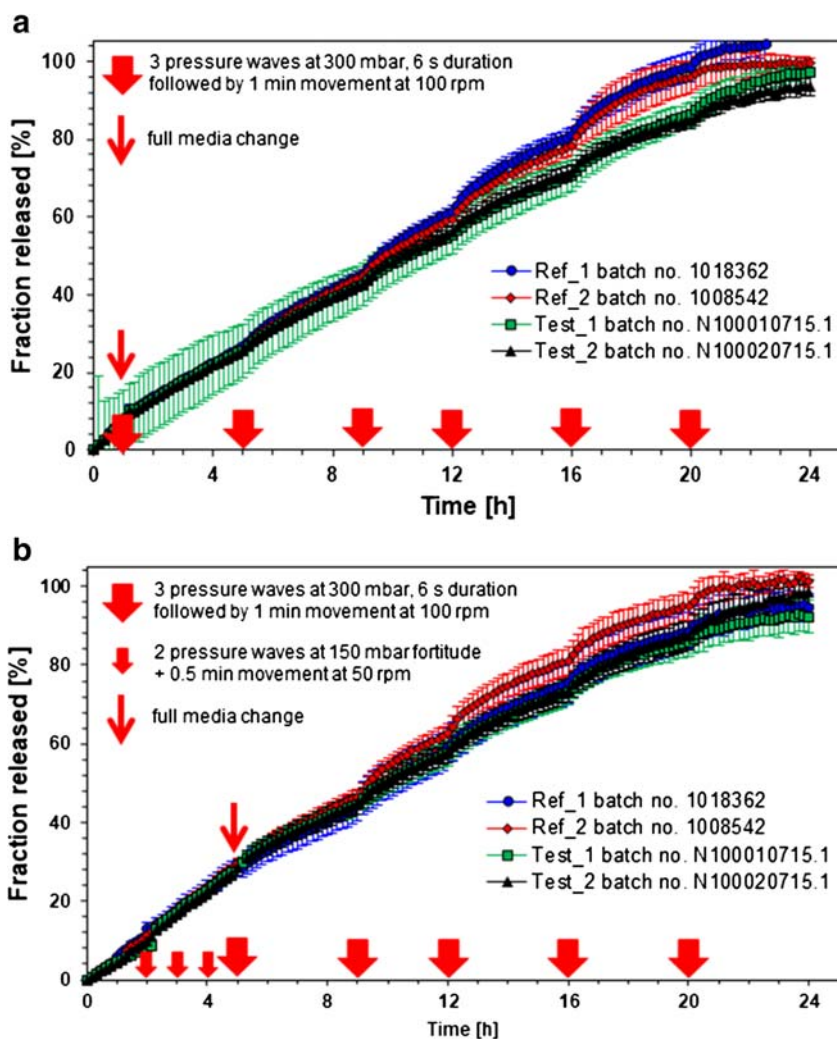 a
100
80
60
40
20
0
Fraction released [%]
3 pressure waves at 300 mbar, 6 s duration
followed by 1 min movement at 100 rpm
full media change
Ref_1 batch no. 1018362
Ref_2 batch no. 1008542
Test_1 batch no. N100010715.1
Test_2 batch no. N100020715.1
0 4 8 12 16 20 24
Time [h]
b
100
80
60
40
20
0
Fraction released [%]
3 pressure waves at 300 mbar, 6 s duration
followed by 1 min movement at 100 rpm
2 pressure waves at 150 mbar fortitude
+ 0.5 min movement at 50 rpm
full media change
Ref_1 batch no. 1018362
Ref_2 batch no. 1008542
Test_1 batch no. N100010715.1
Test_2 batch no. N100020715.1
0 4 8 12 16 20 24
Time [h]